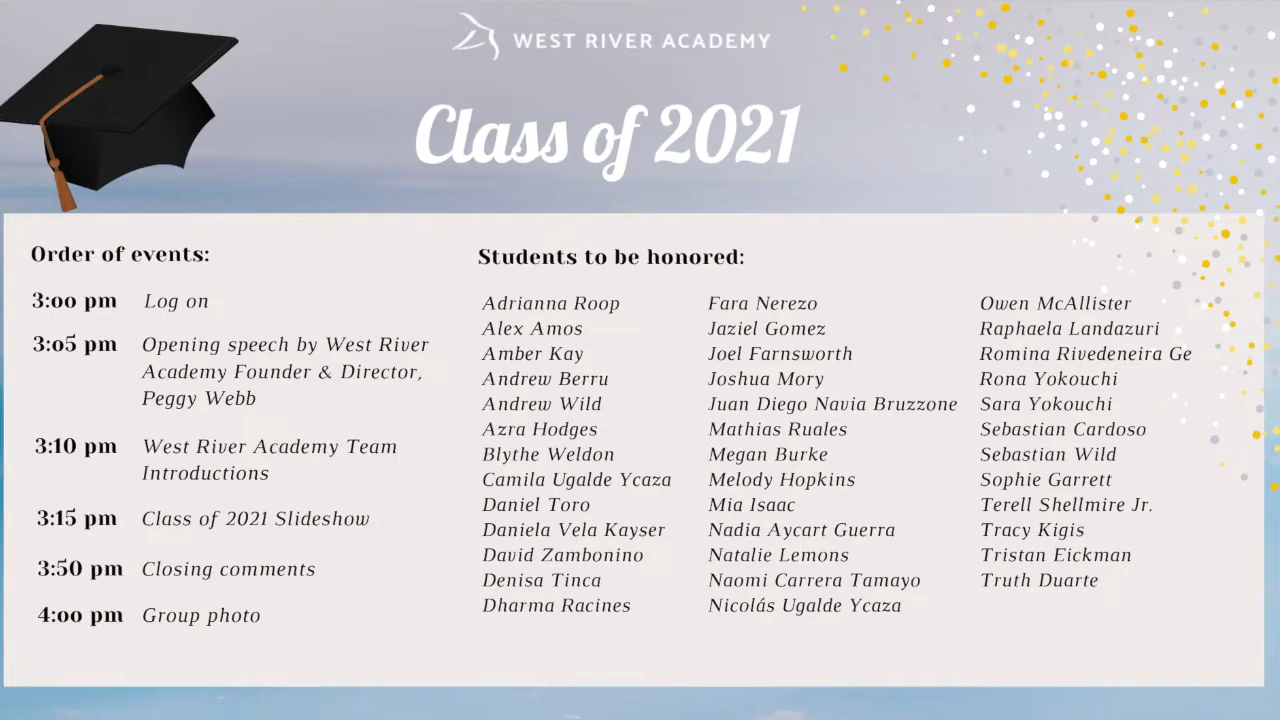 WEST RIVER ACADEMY
Class of 2021
Order of events:
3:00 pm Log on
3:05 pm Opening speech by West River
Academy Founder & Director,
Peggy Webb
3:10 pm West River Academy Team
Introductions
3:15 pm Class of 2021 Slideshow
3:50 pm Closing comments
4:00 pm Group photo
Students to be honored:
Adrianna Roop
Alex Amos
Amber Kay
Andrew Berru
Andrew Wild
Azra Hodges
Blythe Weldon
Camila Ugalde Ycaza
Daniel Toro
Daniela Vela Kayser
David Zambonino
Denisa Tinca
Dharma Racines
Fara Nerezo
Jaziel Gomez
Joel Farnsworth
Joshua Mory
Juan Diego Navia Bruzzone
Mathias Ruales
Megan Burke
Melody Hopkins
Mia Isaac
Nadia Aycart Guerra
Natalie Lemons
Naomi Carrera Tamayo
Nicolás Ugalde Ycaza
Owen McAllister
Raphaela Landazuri
Romina Rivedeneira Ge
Rona Yokouchi
Sara Yokouchi
Sebastian Cardoso
Sebastian Wild
Sophie Garrett
Terell Shellmire Jr.
Tracy Kigis
Tristan Eickman
Truth Duarte